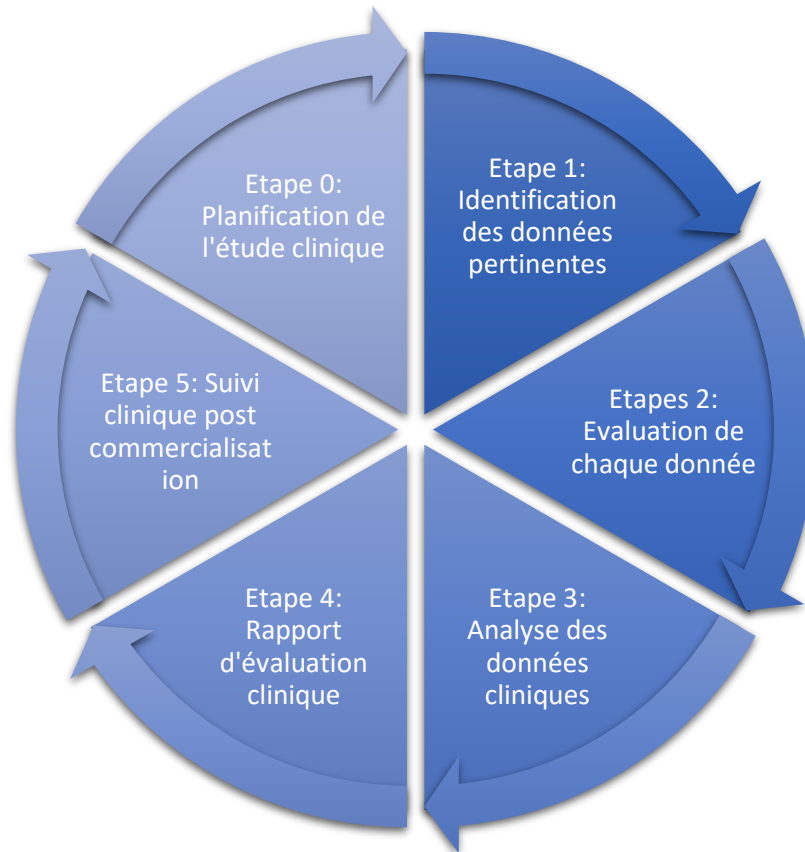 Etape 0:
Planification de
l'étude clinique
Etape 1:
Identification
des données
pertinentes
Etapes 2:
Evaluation de
chaque donnée
Etape 3:
Analyse des
données
cliniques
Etape 4:
Rapport
d'évaluation
clinique
Etape 5: Suivi
clinique post
commercialisat
ion